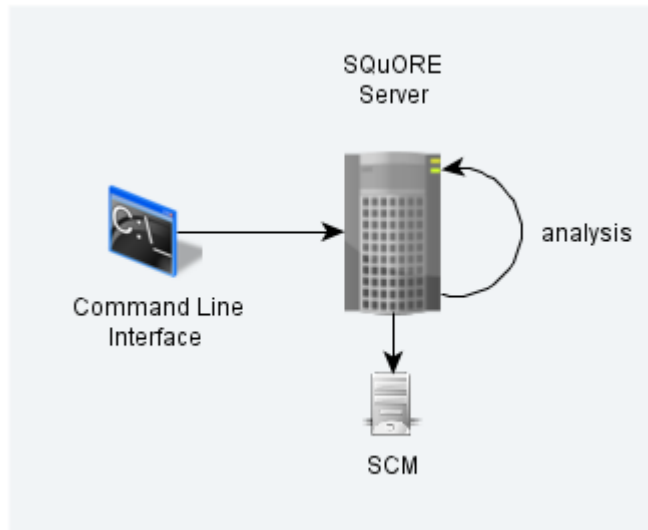 SQuORE
Server
C:\_
analysis
Command Line
Interface
SCM